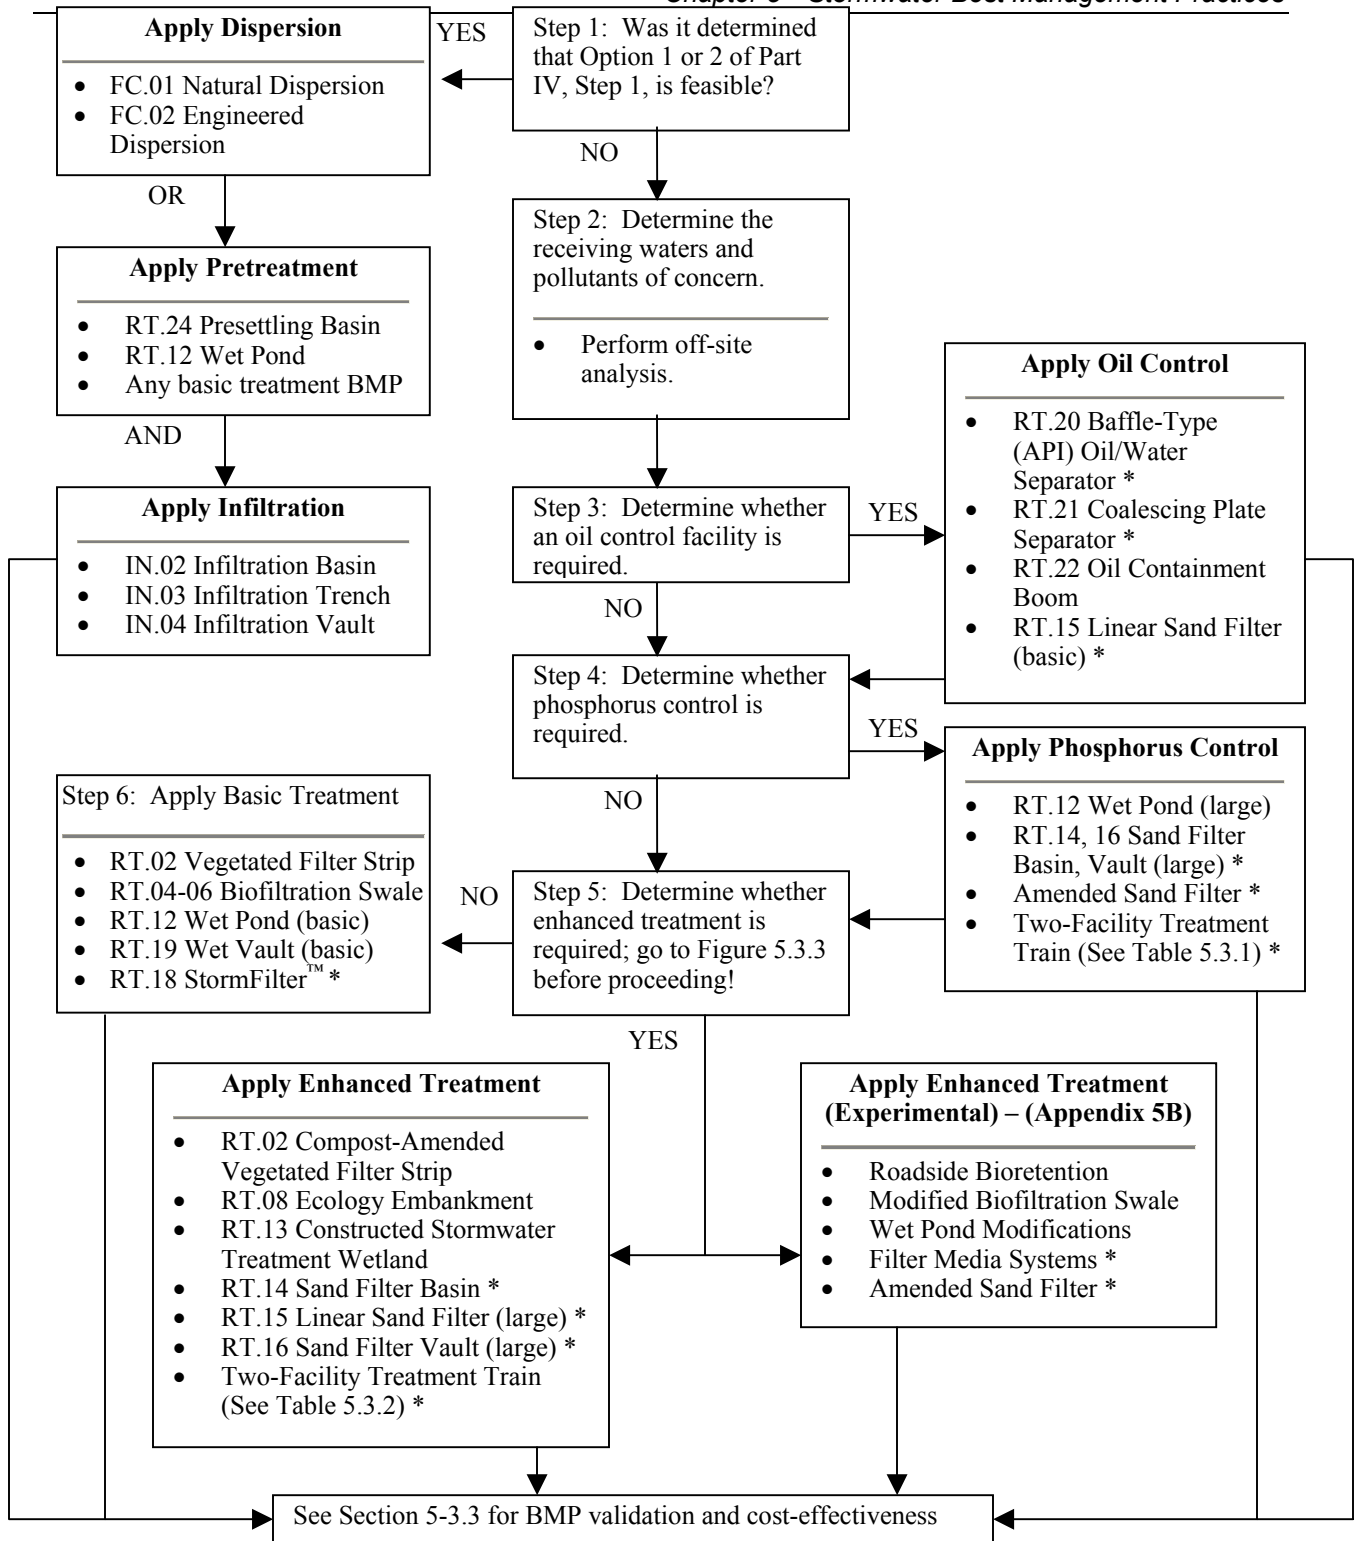 Chapter 5 – Stormwater Best Management Practices
Apply Dispersion
• FC.01 Natural Dispersion
• FC.02 Engineered
Dispersion
YES
Step 1: Was it determined
that Option 1 or 2 of Part
IV, Step 1, is feasible?
OR
NO
Apply Pretreatment
• RT.24 Presettling Basin
• RT.12 Wet Pond
• Any basic treatment BMP
Step 2: Determine the
receiving waters and
pollutants of concern.
• Perform off-site
analysis.
AND
Apply Infiltration
• IN.02 Infiltration Basin
• IN.03 Infiltration Trench
• IN.04 Infiltration Vault
Step 3: Determine whether
an oil control facility is
required.
YES
Apply Oil Control
• RT.20 Baffle-Type
(API) Oil/Water
Separator *
• RT.21 Coalescing Plate
Separator *
• RT.22 Oil Containment
Boom
• RT.15 Linear Sand Filter
(basic) *
NO
Step 4: Determine whether
phosphorus control is
required.
YES
Apply Phosphorus Control
• RT.12 Wet Pond (large)
• RT.14, 16 Sand Filter
Basin, Vault (large) *
• Amended Sand Filter *
• Two-Facility Treatment
Train (See Table 5.3.1) *
NO
Step 5: Determine whether
enhanced treatment is
required; go to Figure 5.3.3
before proceeding!
NO
Step 6: Apply Basic Treatment
• RT.02 Vegetated Filter Strip
• RT.04-06 Biofiltration Swale
• RT.12 Wet Pond (basic)
• RT.19 Wet Vault (basic)
• RT.18 StormFilter™ *
YES
Apply Enhanced Treatment
• RT.02 Compost-Amended
Vegetated Filter Strip
• RT.08 Ecology Embankment
• RT.13 Constructed Stormwater
Treatment Wetland
• RT.14 Sand Filter Basin *
• RT.15 Linear Sand Filter (large) *
• RT.16 Sand Filter Vault (large) *
• Two-Facility Treatment Train
(See Table 5.3.2) *
Apply Enhanced Treatment
(Experimental) – (Appendix 5B)
• Roadside Bioretention
• Modified Biofiltration Swale
• Wet Pond Modifications
• Filter Media Systems *
• Amended Sand Filter *
See Section 5-3.3 for BMP validation and cost-effectiveness